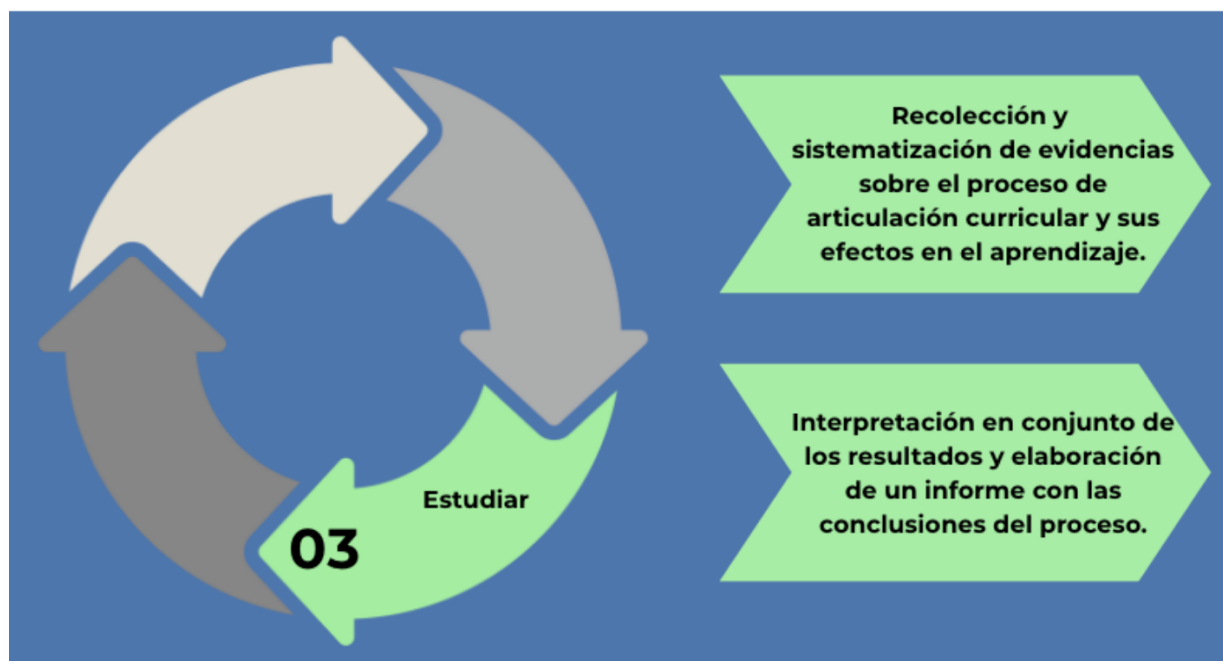 Recolección y
sistematización de evidencias
sobre el proceso de
articulación curricular y sus
efectos en el aprendizaje.
Estudiar
03
Interpretación en conjunto de
los resultados y elaboración
de un informe con las
conclusiones del proceso.